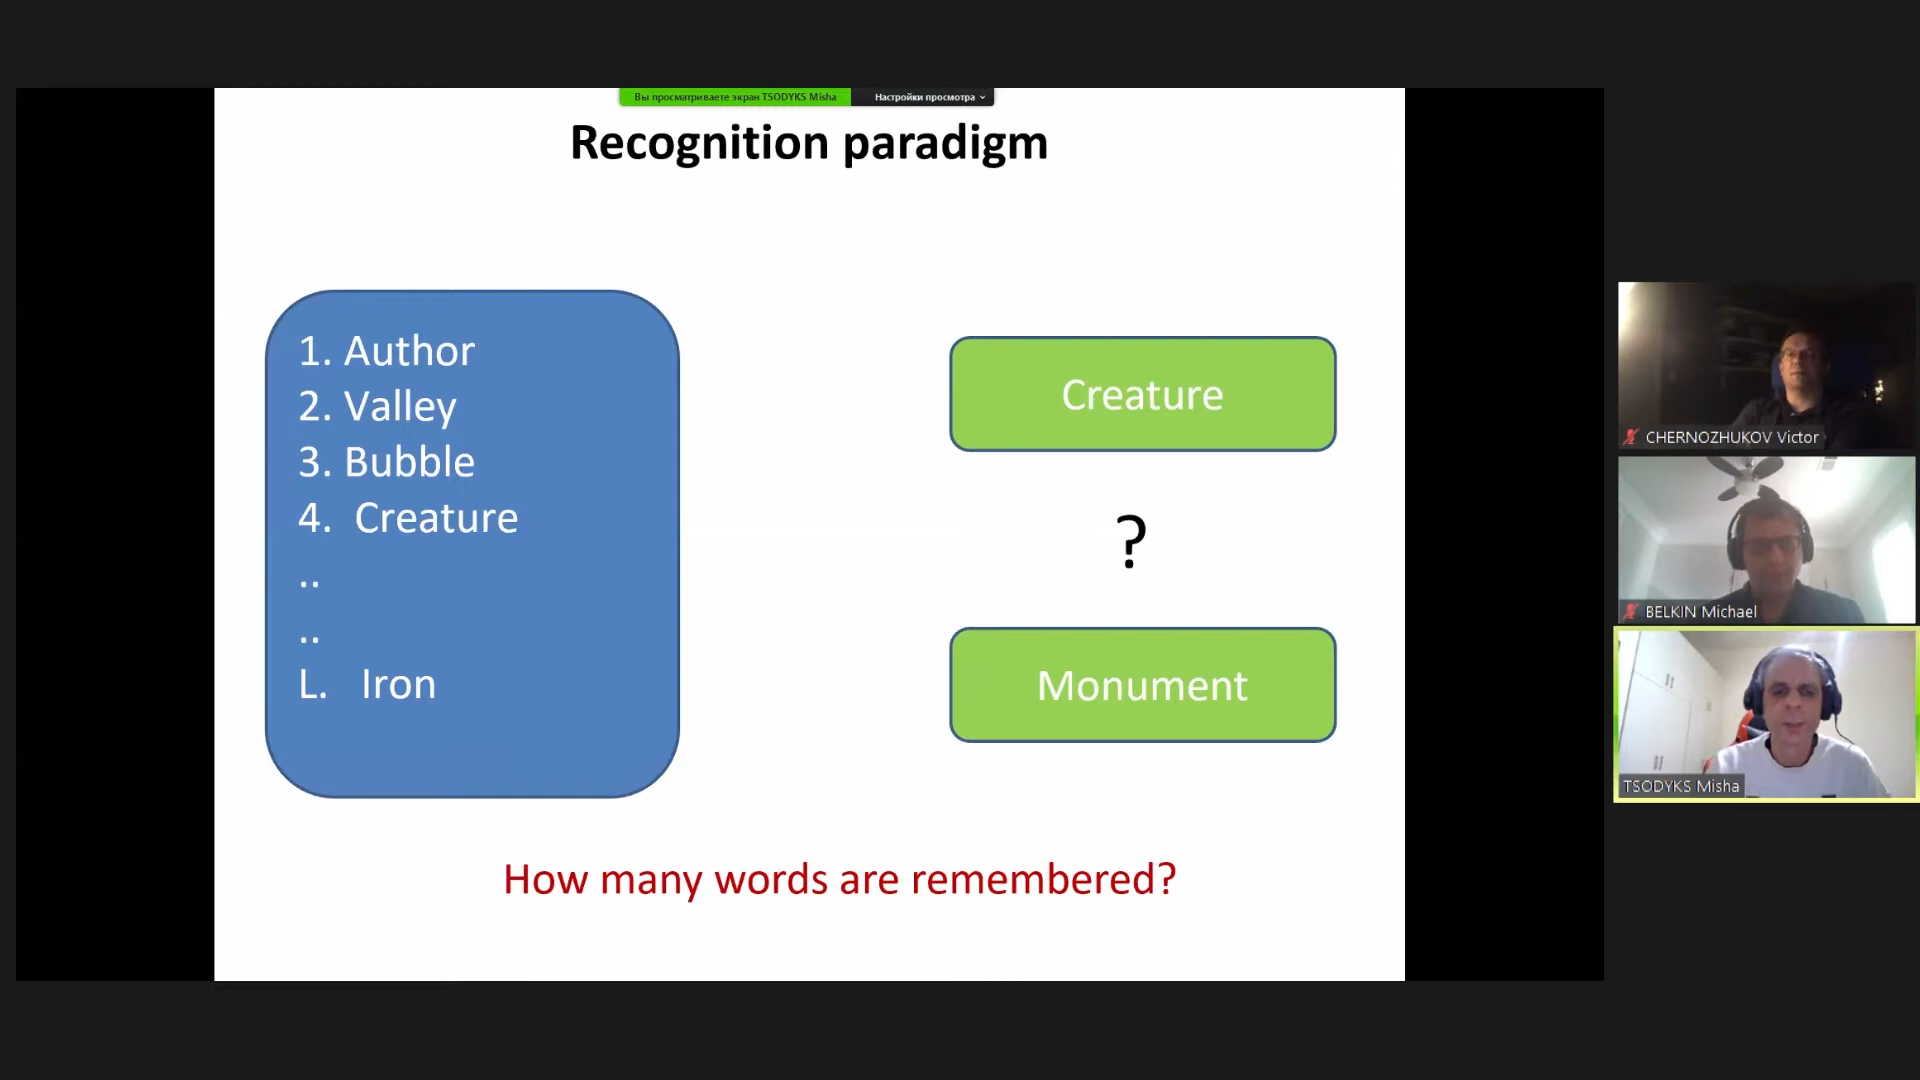 Вы просматриваете экран TSODYKS Misha
Настройки просмотра
Recognition paradigm
1. Author
2. Valley
3. Bubble
4. Creature
..
..
L. Iron
Creature
?
Monument
How many words are remembered?
CHERNOZHUKOV Victor
BELKIN Michael
TSODYKS Misha